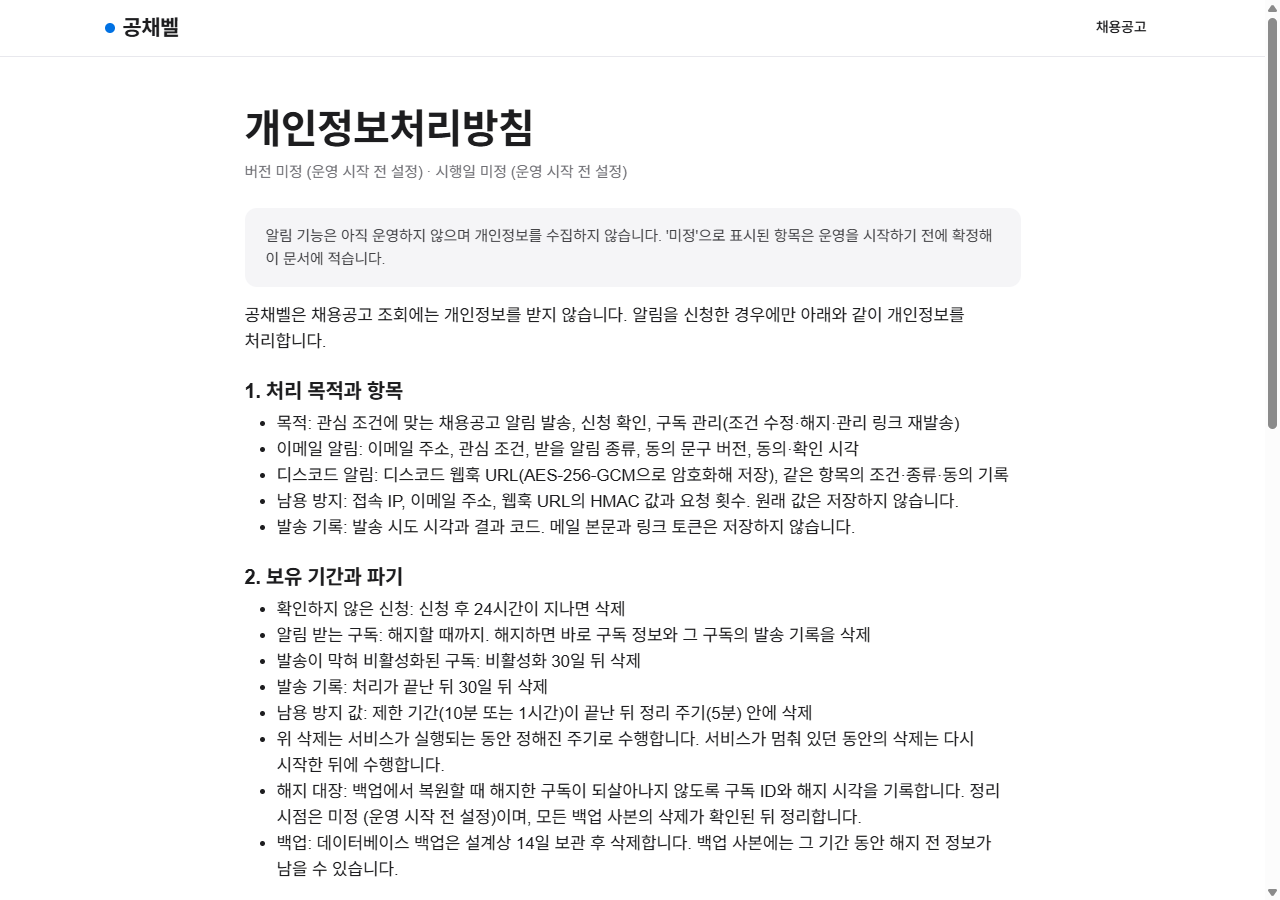 공채벨
채용공고
개인정보처리방침
버전 미정 (운영 시작 전 설정) · 시행일 미정 (운영 시작 전 설정)
알림 기능은 아직 운영하지 않으며 개인정보를 수집하지 않습니다. '미정'으로 표시된 항목은 운영을 시작하기 전에 확정해
이 문서에 적습니다.
공채벨은 채용공고 조회에는 개인정보를 받지 않습니다. 알림을 신청한 경우에만 아래와 같이 개인정보를
처리합니다.
1. 처리 목적과 항목
• 목적: 관심 조건에 맞는 채용공고 알림 발송, 신청 확인, 구독 관리(조건 수정·해지·관리 링크 재발송)
• 이메일 알림: 이메일 주소, 관심 조건, 받을 알림 종류, 동의 문구 버전, 동의·확인 시각
• 디스코드 알림: 디스코드 웹훅 URL(AES-256-GCM으로 암호화해 저장), 같은 항목의 조건·종류·동의 기록
• 남용 방지: 접속 IP, 이메일 주소, 웹훅 URL의 HMAC 값과 요청 횟수. 원래 값은 저장하지 않습니다.
• 발송 기록: 발송 시도 시각과 결과 코드. 메일 본문과 링크 토큰은 저장하지 않습니다.
2. 보유 기간과 파기
• 확인하지 않은 신청: 신청 후 24시간이 지나면 삭제
• 알림 받는 구독: 해지할 때까지. 해지하면 바로 구독 정보와 그 구독의 발송 기록을 삭제
• 발송이 막혀 비활성화된 구독: 비활성화 30일 뒤 삭제
• 발송 기록: 처리가 끝난 뒤 30일 뒤 삭제
• 남용 방지 값: 제한 기간(10분 또는 1시간)이 끝난 뒤 정리 주기(5분) 안에 삭제
• 위 삭제는 서비스가 실행되는 동안 정해진 주기로 수행합니다. 서비스가 멈춰 있던 동안의 삭제는 다시
시작한 뒤에 수행합니다.
• 해지 대장: 백업에서 복원할 때 해지한 구독이 되살아나지 않도록 구독 ID와 해지 시각을 기록합니다. 정리
시점은 미정 (운영 시작 전 설정)이며, 모든 백업 사본의 삭제가 확인된 뒤 정리합니다.
• 백업: 데이터베이스 백업은 설계상 14일 보관 후 삭제합니다. 백업 사본에는 그 기간 동안 해지 전 정보가
남을 수 있습니다.